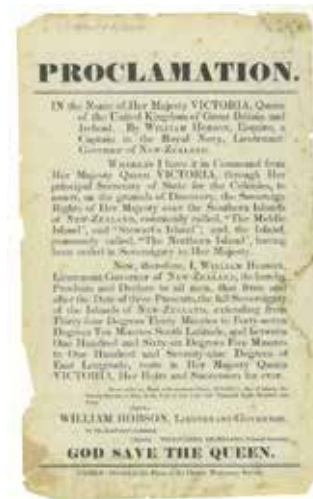 PROCLAMATION.
IN the Name of Her Majesty VICTORIA, Queen
of the United Kingdom of Great Britain and
Ireland. By WILLIAM HOBSON, Esquire, a
Captain in the Royal Navy, Lieutenant-
Governor of NEW-ZEALAND.
WHEREAS I have it in Command from
Her Majesty Queen VICTORIA, through Her
principal Secretary of State for the Colonies, to
assert, on the grounds of Discovery, the Sovereign
Rights of Her Majesty over the Southern Islands
of NEW-ZEALAND, commonly called, "The Middle
Island", and "Stewart's Island"; and, the Island,
commonly called, "The Northern Island", having
been ceded in Sovereignty to Her Majesty.
Now, therefore, I, WILLIAM HOBSON,
Lieutenant-Governor of NEW-ZEALAND, do hereby
Proclaim and Declare to all men, that from and
after the Date of these Presents, the full Sovereignty
of the Islands of NEW-ZEALAND, extending from
Thirty-four Degrees Thirty Minutes to Forty-seven
Degrees Ten Minutes South Latitude, and between
One Hundred and Sixty-six Degrees Five Minutes
to One Hundred and Seventy-nine Degrees of
East Longitude, vests in Her Majesty Queen
VICTORIA, Her Heirs and Successors for ever.
WILLIAM HOBSON, LIEUTENANT-GOVERNOR.
GOD SAVE THE QUEEN.